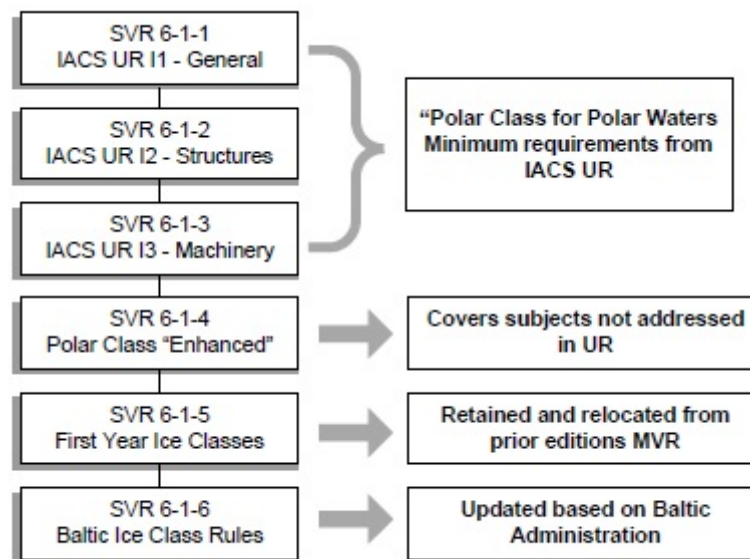 SVR 6-1-1
IACS UR I1 - General
SVR 6-1-2
IACS UR I2 - Structures
SVR 6-1-3
IACS UR I3 - Machinery
“Polar Class for Polar Waters
Minimum requirements from
IACS UR
SVR 6-1-4
Polar Class “Enhanced”
Covers subjects not addressed
in UR
SVR 6-1-5
First Year Ice Classes
Retained and relocated from
prior editions MVR
SVR 6-1-6
Baltic Ice Class Rules
Updated based on Baltic
Administration